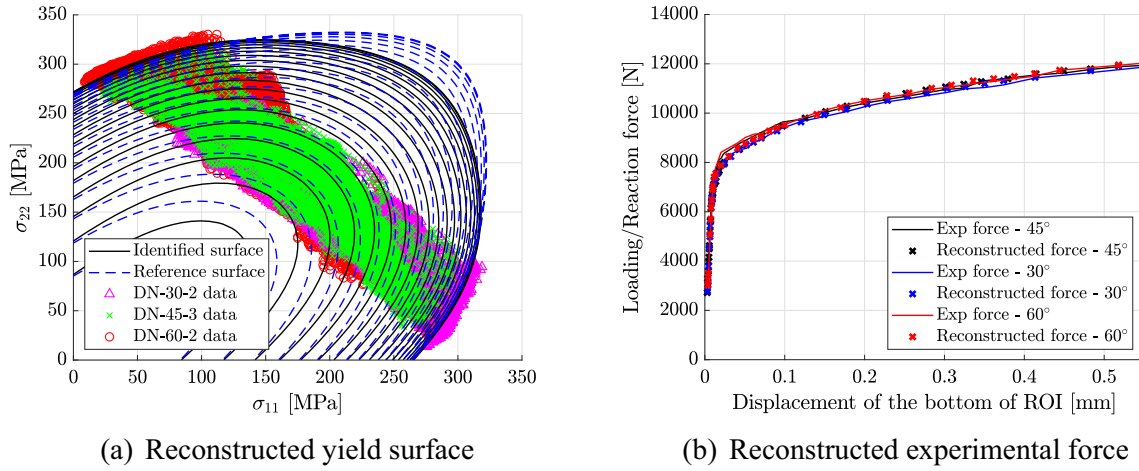 350
300
250
200
150
100
50
0
σ22 [MPa]
Identified surface
Reference surface
DN-30-2 data
DN-45-3 data
DN-60-2 data
0 50 100 150 200 250 300 350
σ11 [MPa]
(a) Reconstructed yield surface
14000
12000
10000
8000
6000
4000
2000
0
Loading/Reaction force [N]
Exp force - 45°
Reconstructed force - 45°
Exp force - 30°
Reconstructed force - 30°
Exp force - 60°
Reconstructed force - 60°
0 0.1 0.2 0.3 0.4 0.5
Displacement of the bottom of ROI [mm]
(b) Reconstructed experimental force